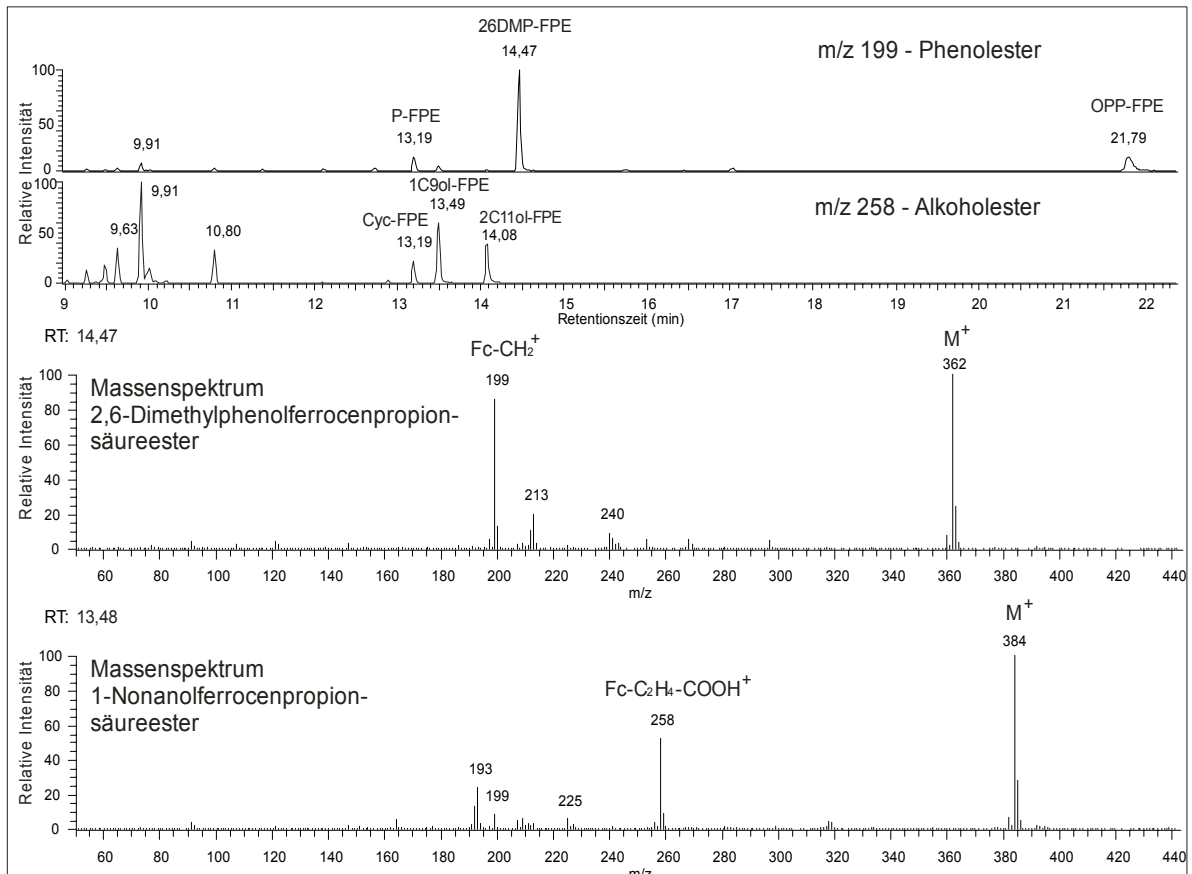 26DMP-FPE
14,47
m/z 199 - Phenolester
Relative Intensität
100
50
0
9,91
P-FPE
13,19
OPP-FPE
21,79
m/z 258 - Alkoholester
Relative Intensität
100
50
0
9,63
9,91
10,80
Cyc-FPE
13,19
1C9ol-FPE
13,49
2C11ol-FPE
14,08
9 10 11 12 13 14 15 16 17 18 19 20 21 22
Retentionszeit (min)
RT: 14,47
Massenspektrum
2,6-Dimethylphenolferrocenpropion-
säureester
Relative Intensität
100
80
60
40
20
0
Fc-CH2+
199
213
240
M+
362
60 80 100 120 140 160 180 200 220 240 260 280 300 320 340 360 380 400 420 440
m/z
RT: 13,48
Massenspektrum
1-Nonanolferrocenpropion-
säureester
Relative Intensität
100
80
60
40
20
0
193
199
225
Fc-C2H4-COOH+
258
M+
384
60 80 100 120 140 160 180 200 220 240 260 280 300 320 340 360 380 400 420 440
m/z